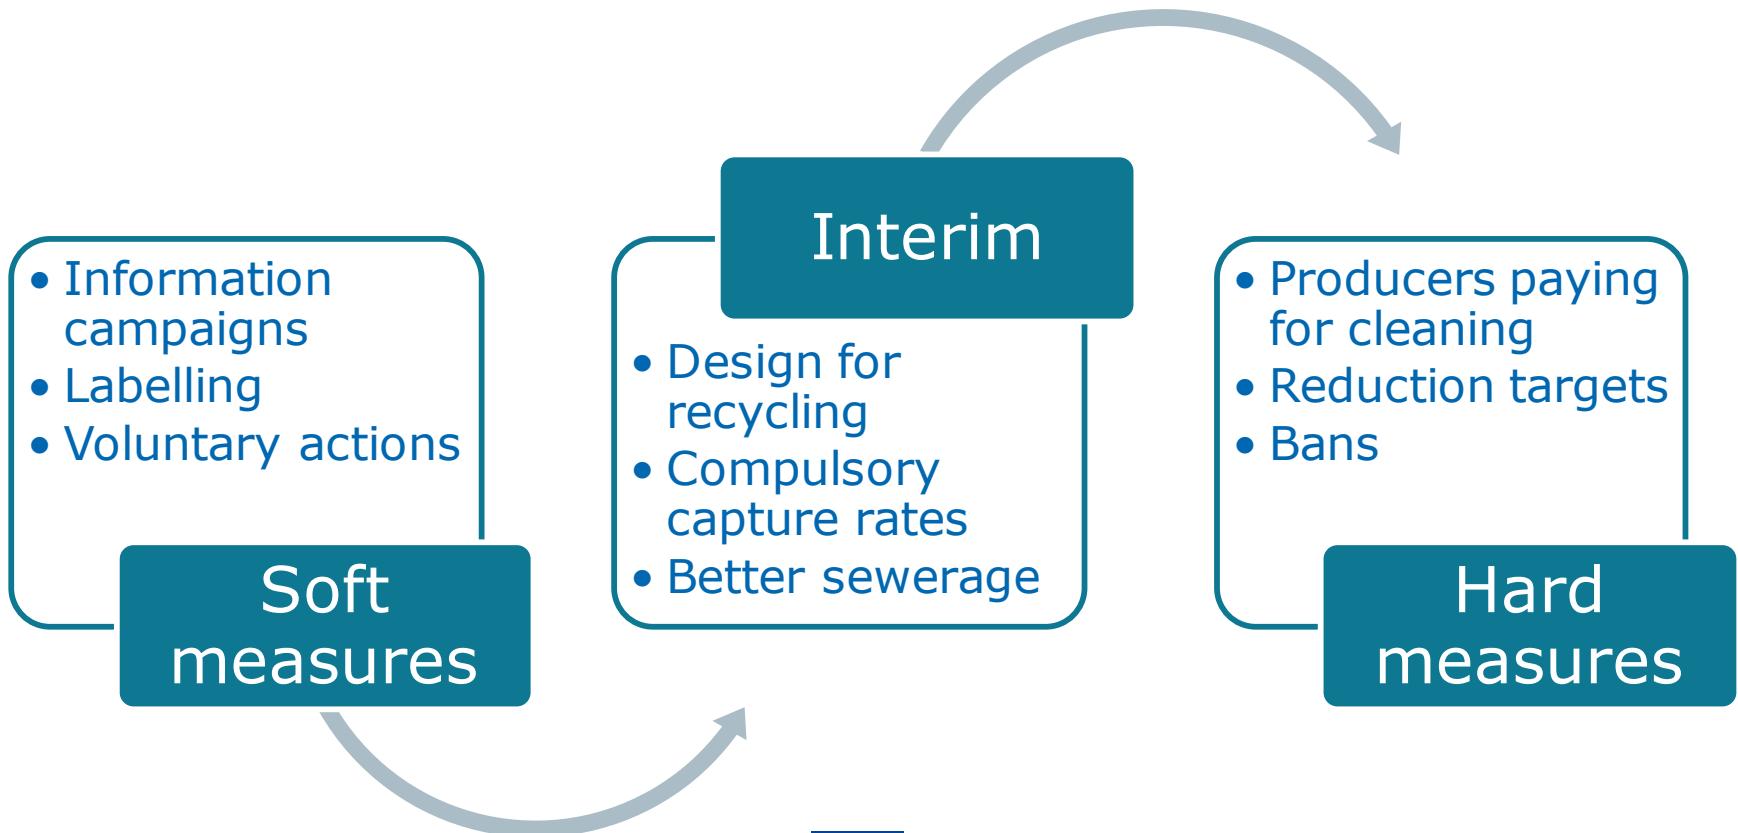 • Information
campaigns
• Labelling
• Voluntary actions
Soft
measures
Interim
• Design for
recycling
• Compulsory
capture rates
• Better sewerage
• Producers paying
for cleaning
• Reduction targets
• Bans
Hard
measures